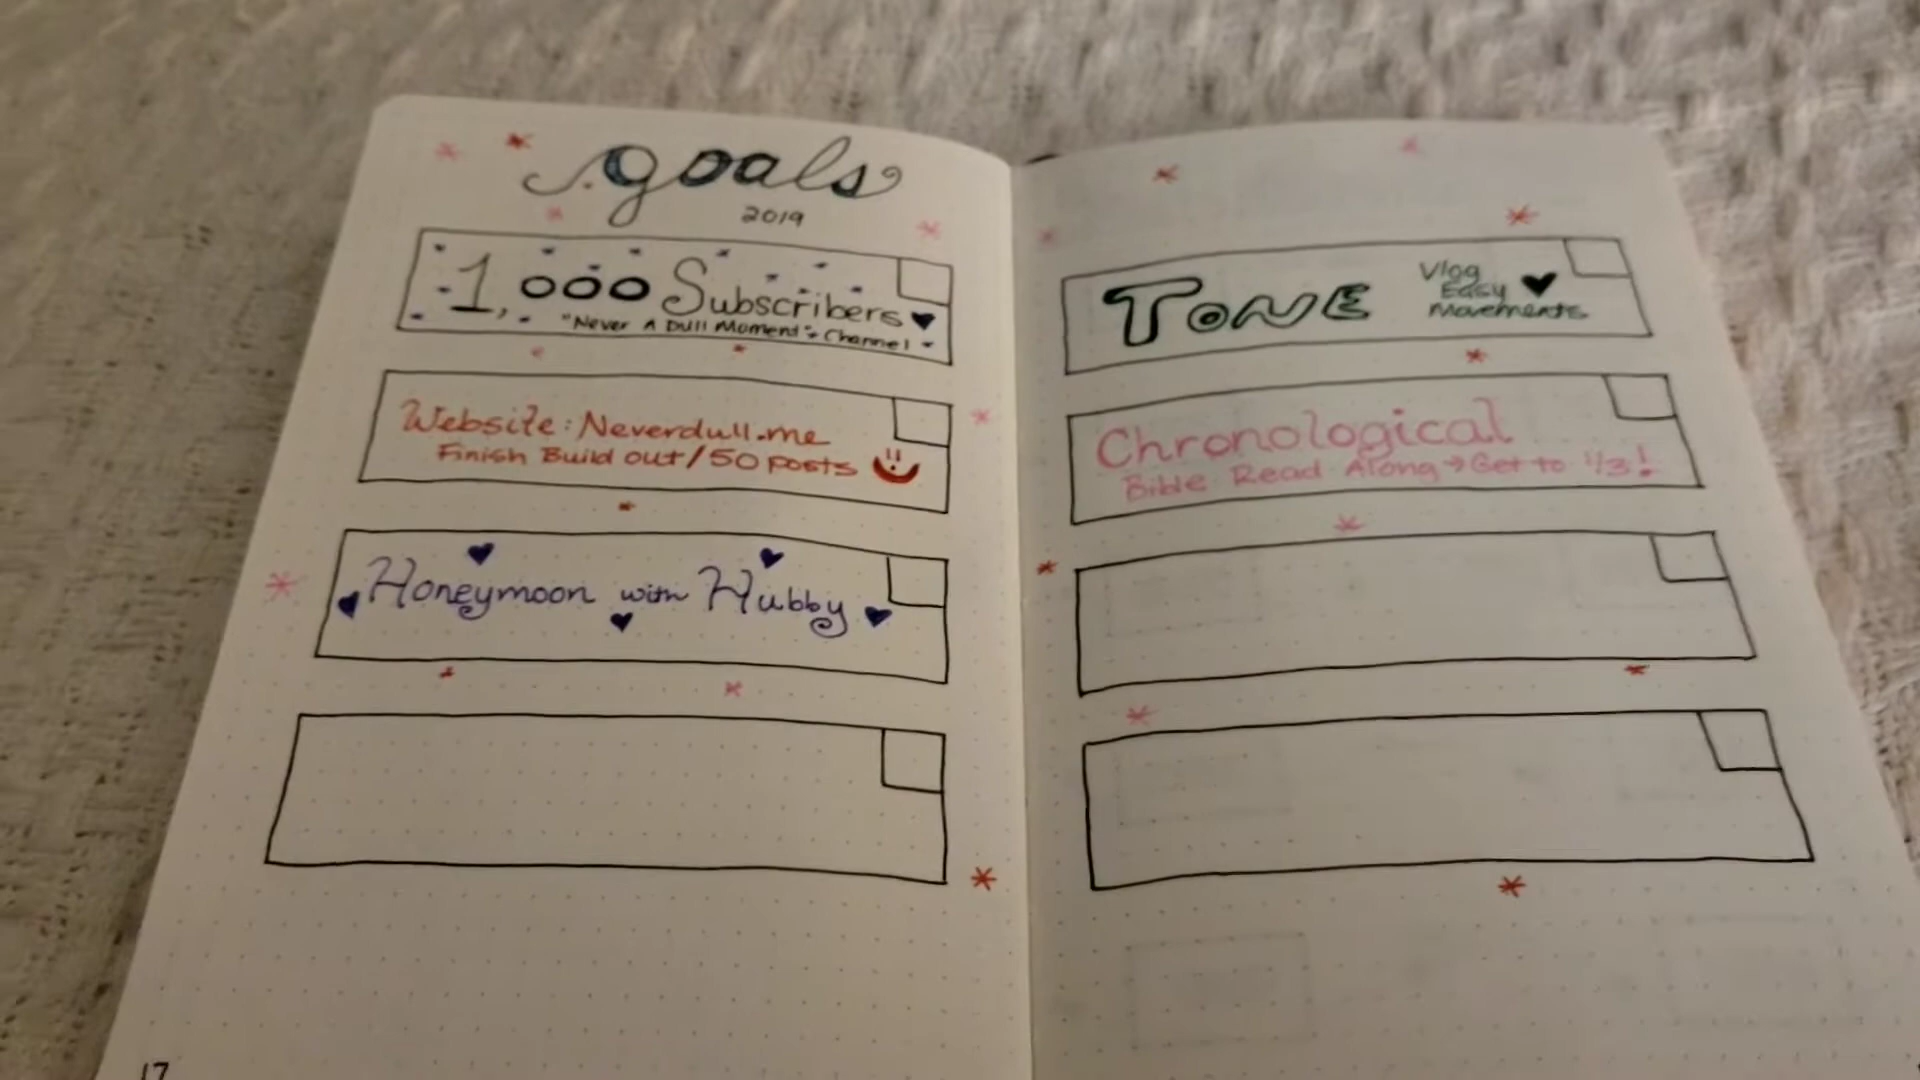 goals
2019
1,000 Subscribers
"Never A Dull Moment" Channel
Website: Neverdull.me
Finish Build out/50 posts
Honeymoon with Hubby
17
TONE
Vlog
Easy
Movements
Chronological
Bible Read Along → Get to 1/3!